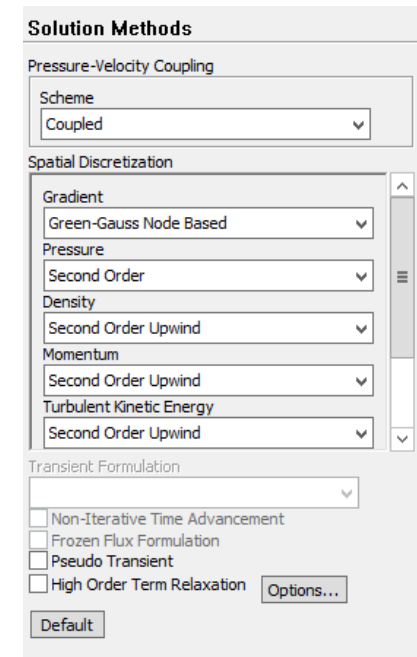 Solution Methods
Pressure-Velocity Coupling
Scheme
Coupled
Spatial Discretization
Gradient
Green-Gauss Node Based
Pressure
Second Order
Density
Second Order Upwind
Momentum
Second Order Upwind
Turbulent Kinetic Energy
Second Order Upwind
Transient Formulation
Non-Iterative Time Advancement
Frozen Flux Formulation
Pseudo Transient
High Order Term Relaxation Options...
Default